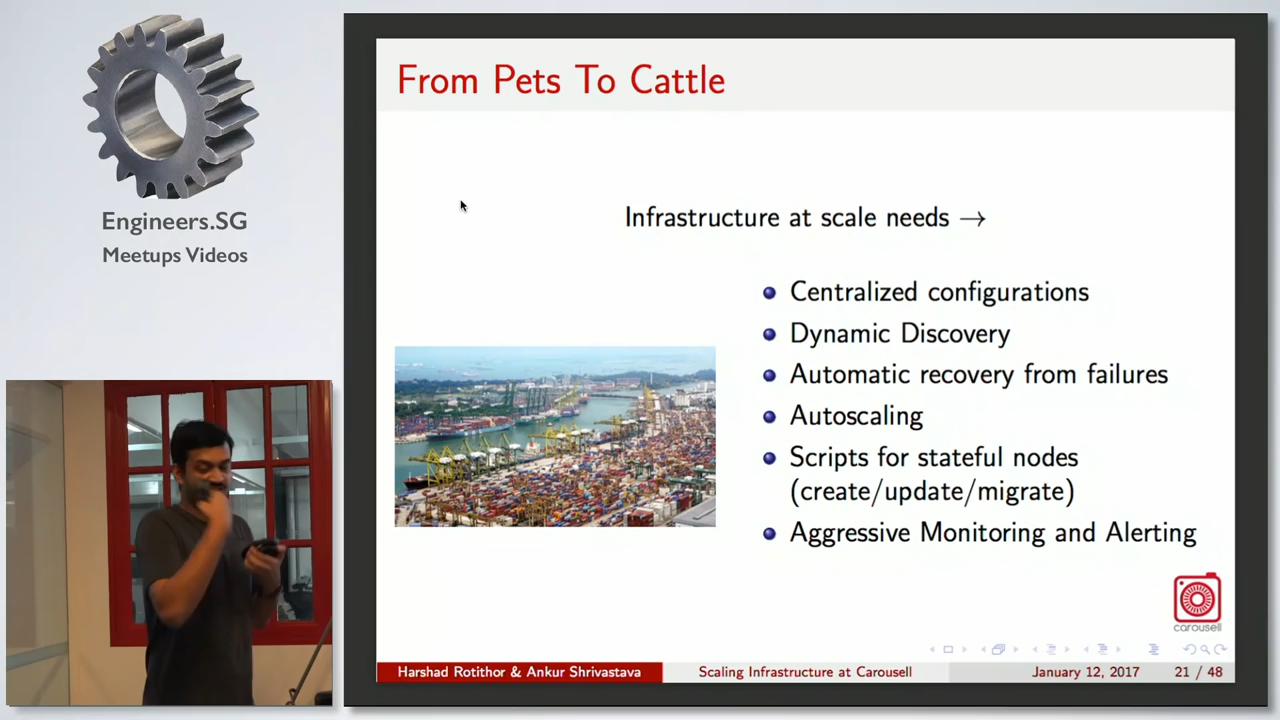 Engineers.SG
Meetups Videos
From Pets To Cattle
Infrastructure at scale needs →
Centralized configurations
Dynamic Discovery
Automatic recovery from failures
Autoscaling
Scripts for stateful nodes
(create/update/migrate)
Aggressive Monitoring and Alerting
carousell
Harshad Rotithor & Ankur Shrivastava
Scaling Infrastructure at Carousell
January 12, 2017
21 / 48